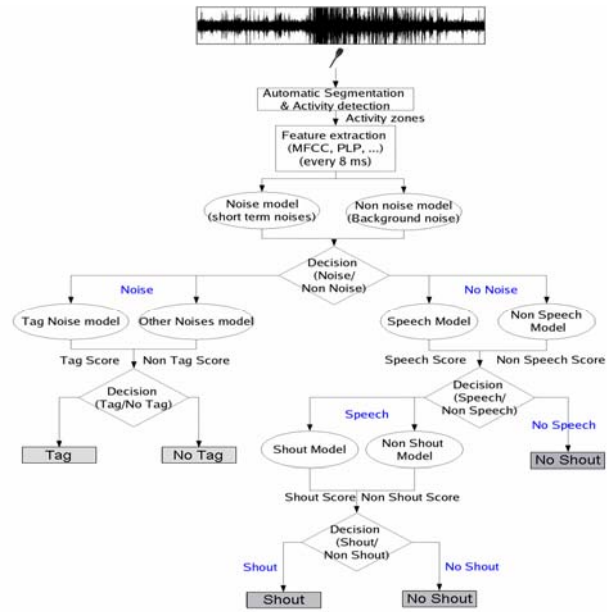 Automatic Segmentation
& Activity detection
Activity zones
Feature extraction
(MFCC, PLP, ...)
(every 8 ms)
Noise model
(short term noises)
Non noise model
(Background noise)
Decision
(Noise/
Non Noise)
Noise
No Noise
Tag Noise model
Other Noises model
Speech Model
Non Speech
Model
Tag Score
Non Tag Score
Speech Score
Non Speech Score
Decision
(Tag/No Tag)
Decision
(Speech/
Non Speech)
Speech
No Speech
Tag
No Tag
Shout Model
Non Shout
Model
No Shout
Shout Score
Non Shout Score
Decision
(Shout/
Non Shout)
Shout
No Shout
Shout
No Shout